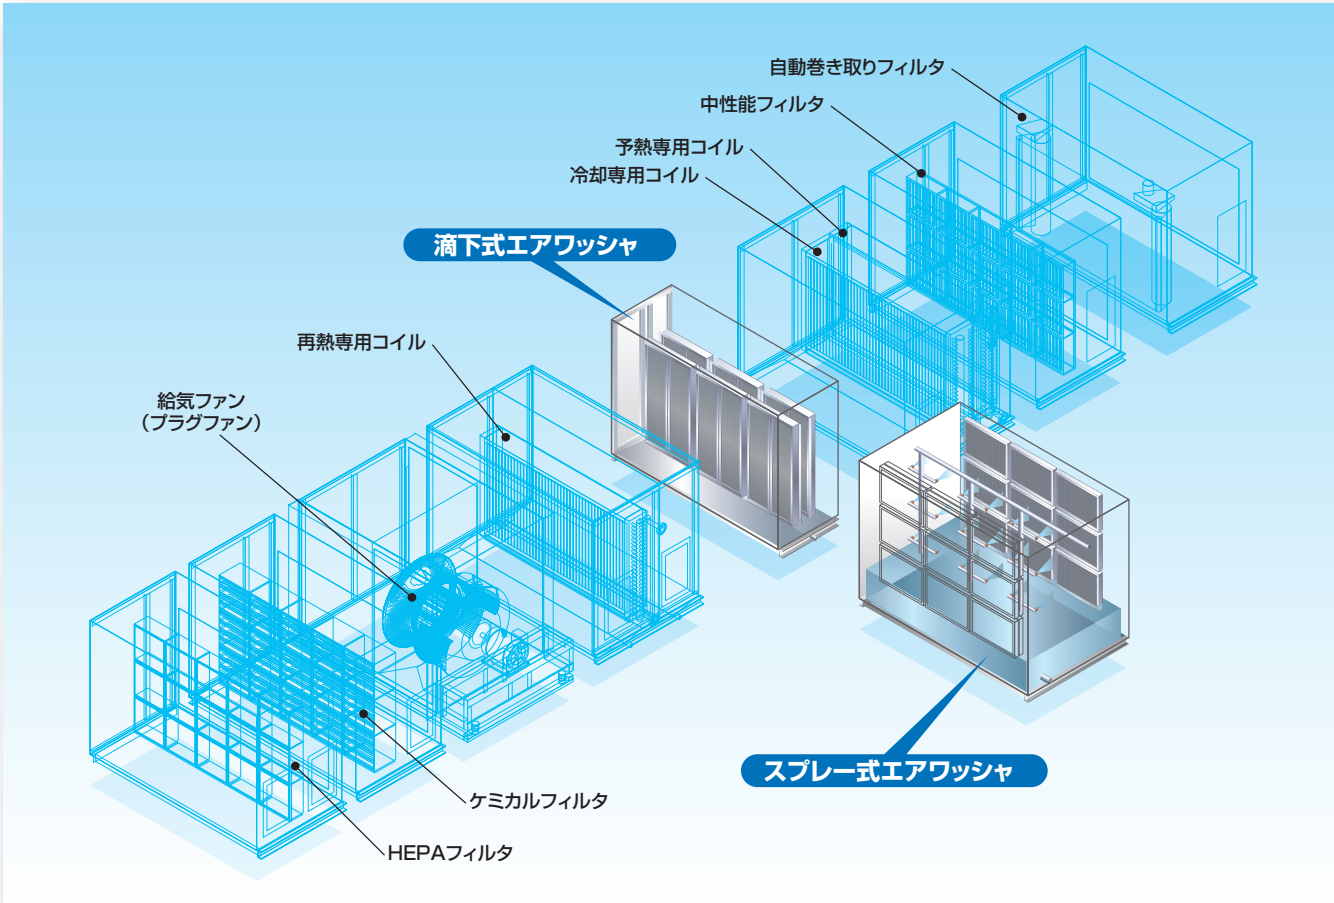 自動巻き取りフィルタ
中性能フィルタ
予熱専用コイル
冷却専用コイル
滴下式エアワッシャ
再熱専用コイル
給気ファン
（プラグファン）
スプレー式エアワッシャ
ケミカルフィルタ
HEPAフィルタ